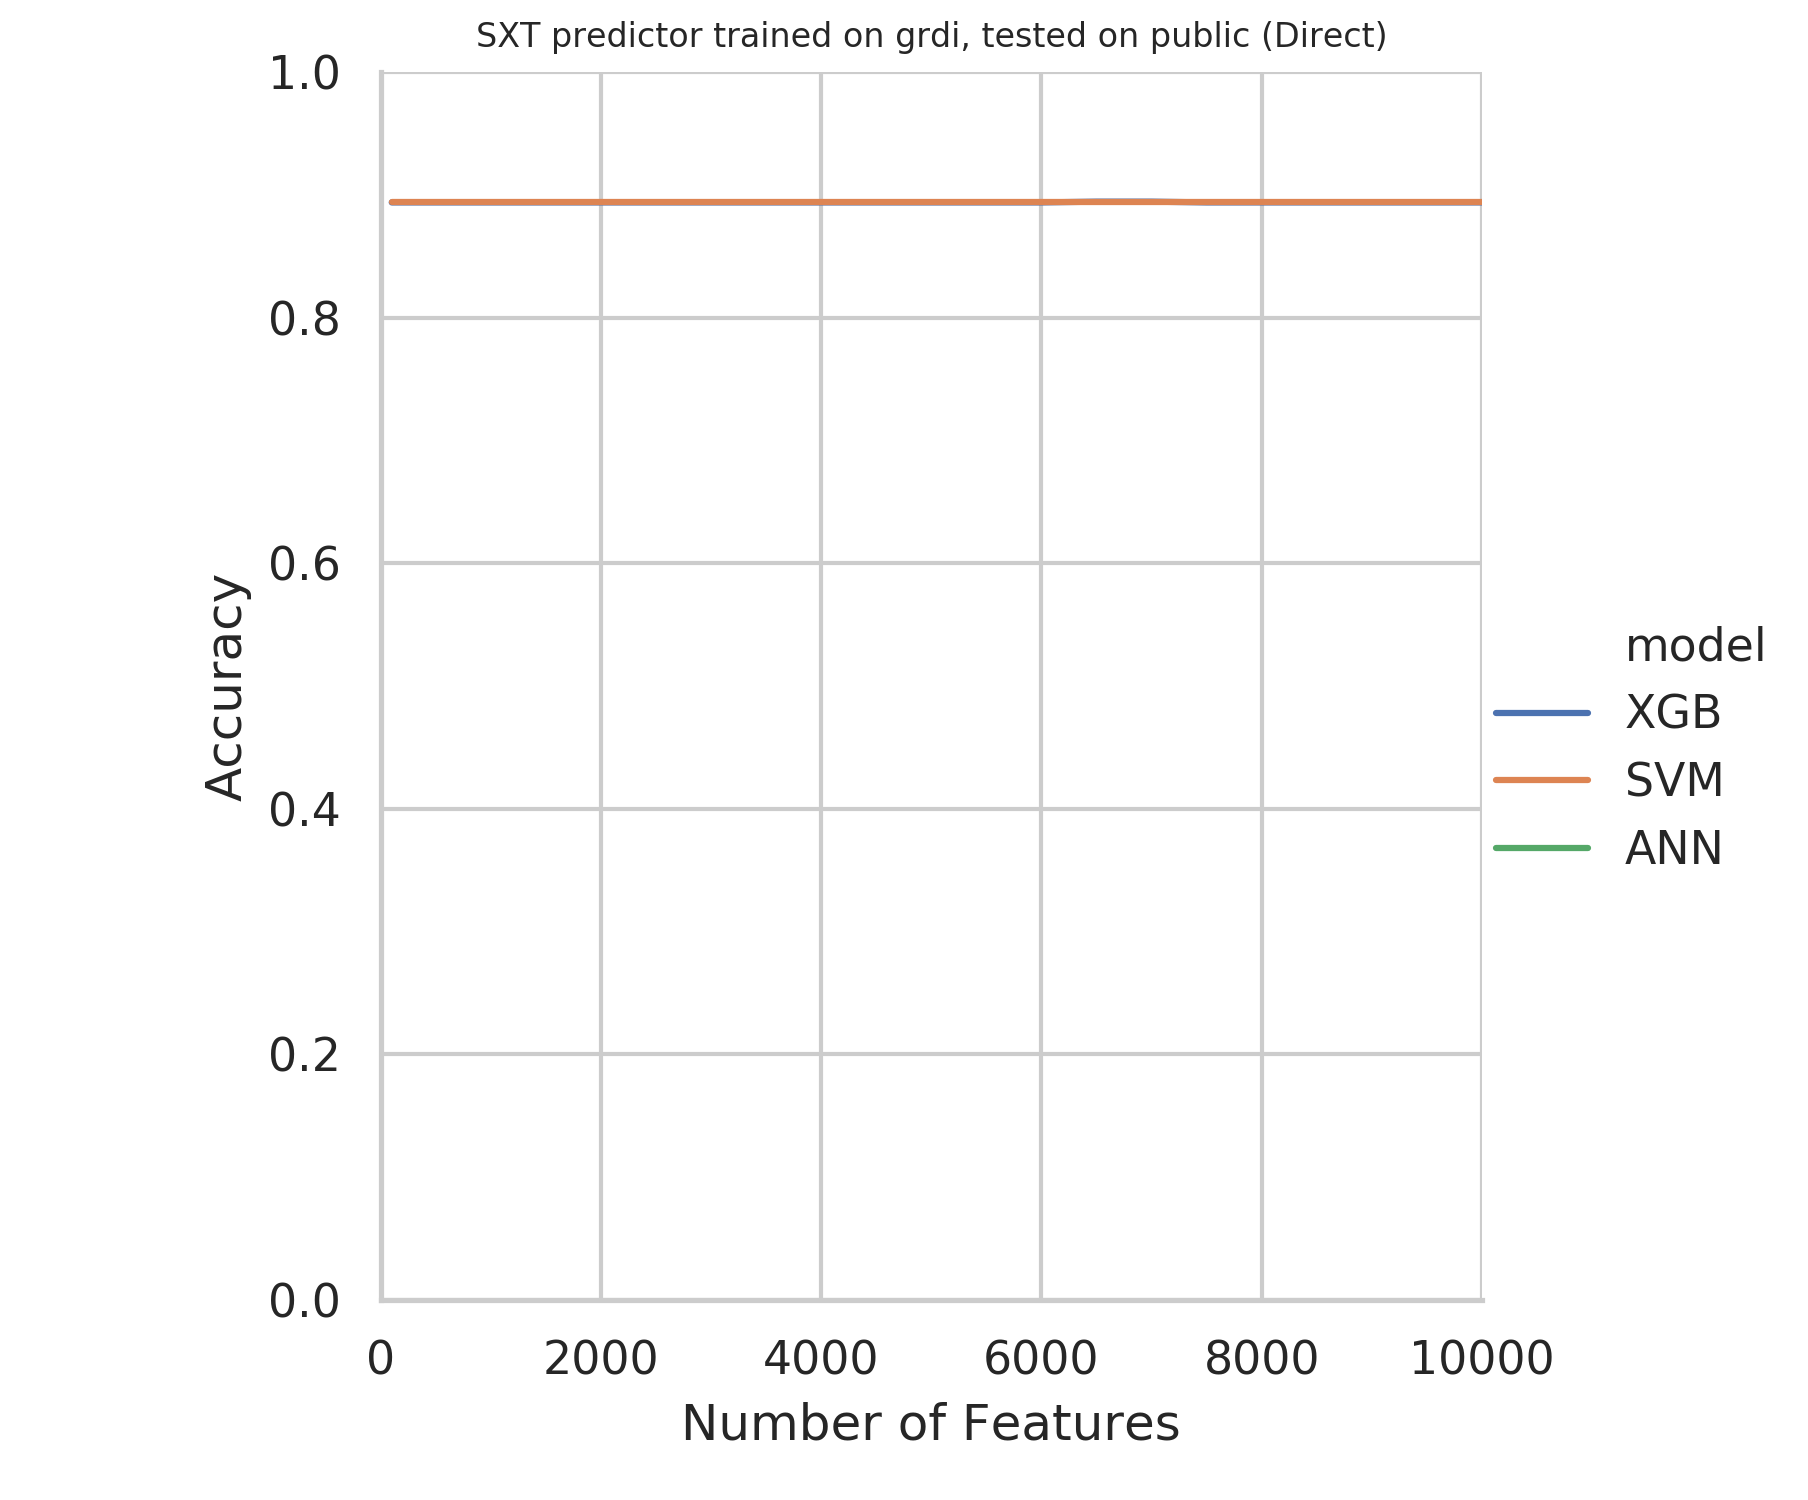 SXT predictor trained on grdi, tested on public (Direct)
1.0
0.8
0.6
0.4
0.2
0.0
Accuracy
0 2000 4000 6000 8000 10000
Number of Features
model
XGB
SVM
ANN